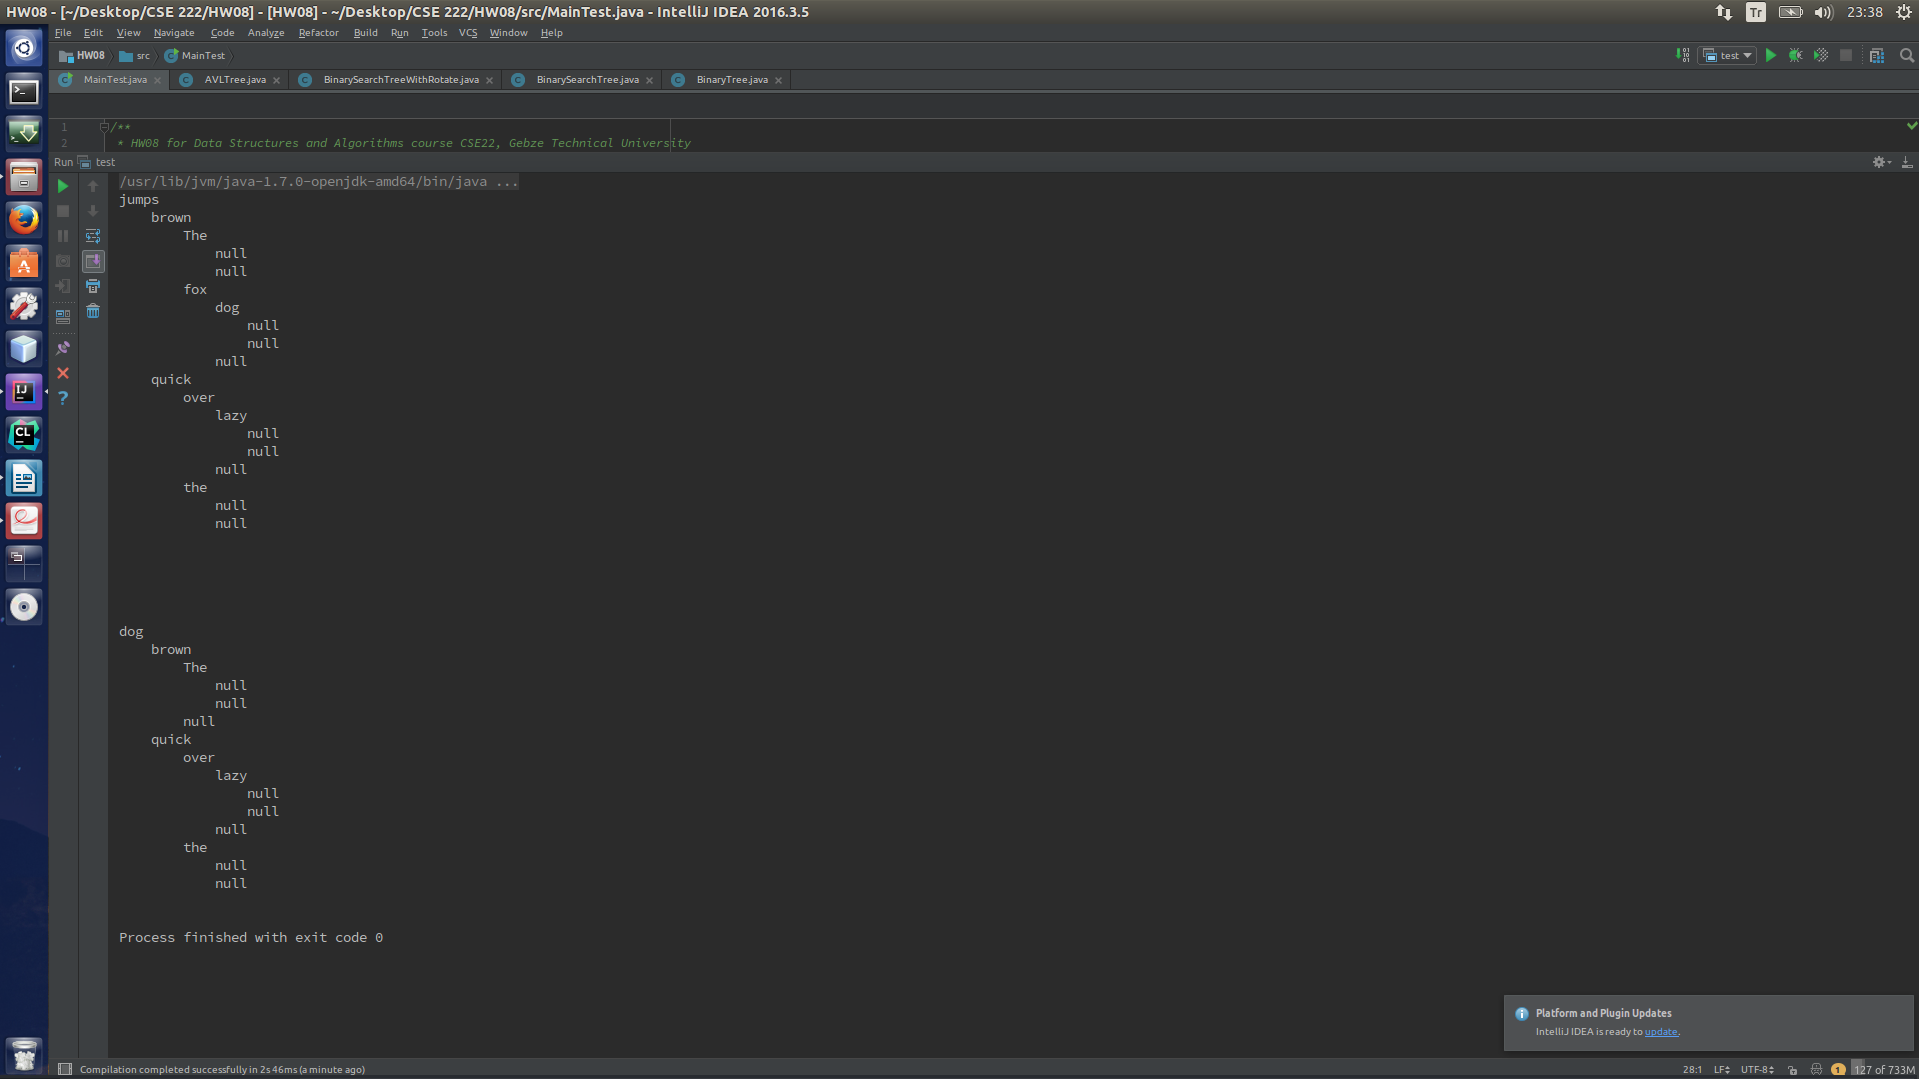 HW08 - [~/Desktop/CSE 222/HW08] - [HW08] - ~/Desktop/CSE 222/HW08/src/MainTest.java - IntelliJ IDEA 2016.3.5
Tr
23:38
File Edit View Navigate Code Analyze Refactor Build Run Tools VCS Window Help
HW08 src MainTest
test
MainTest.java AVLTree.java BinarySearchTreeWithRotate.java BinarySearchTree.java BinaryTree.java
1 /**
2 * HW08 for Data Structures and Algorithms course CSE22, Gebze Technical University
Run test
/usr/lib/jvm/java-1.7.0-openjdk-amd64/bin/java ...
jumps
brown
The
null
null
fox
dog
null
null
null
quick
over
lazy
null
null
null
the
null
null
dog
brown
The
null
null
null
quick
over
lazy
null
null
null
the
null
null
Process finished with exit code 0
Platform and Plugin Updates
IntelliJ IDEA is ready to update.
Compilation completed successfully in 2s 46ms (a minute ago)
28:1 LF UTF-8 1 127 of 733M